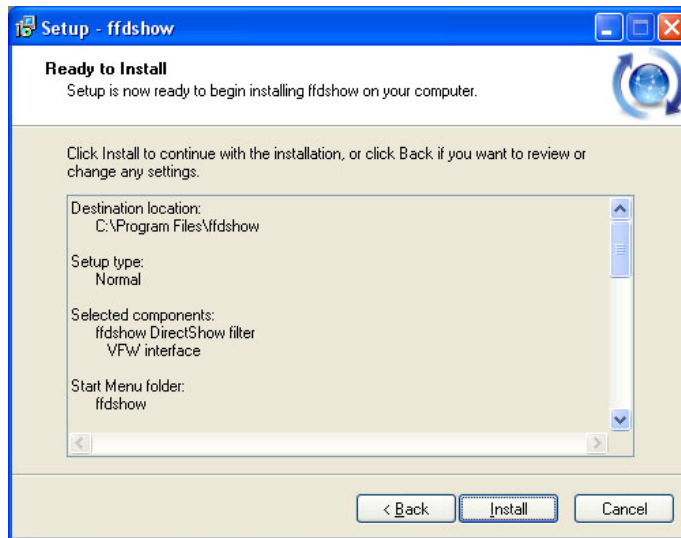 Setup - ffdshow
Ready to Install
Setup is now ready to begin installing ffdshow on your computer.
Click Install to continue with the installation, or click Back if you want to review or
change any settings.
Destination location:
C:\Program Files\ffdshow
Setup type:
Normal
Selected components:
ffdshow DirectShow filter
VFW interface
Start Menu folder:
ffdshow
< Back
Install
Cancel